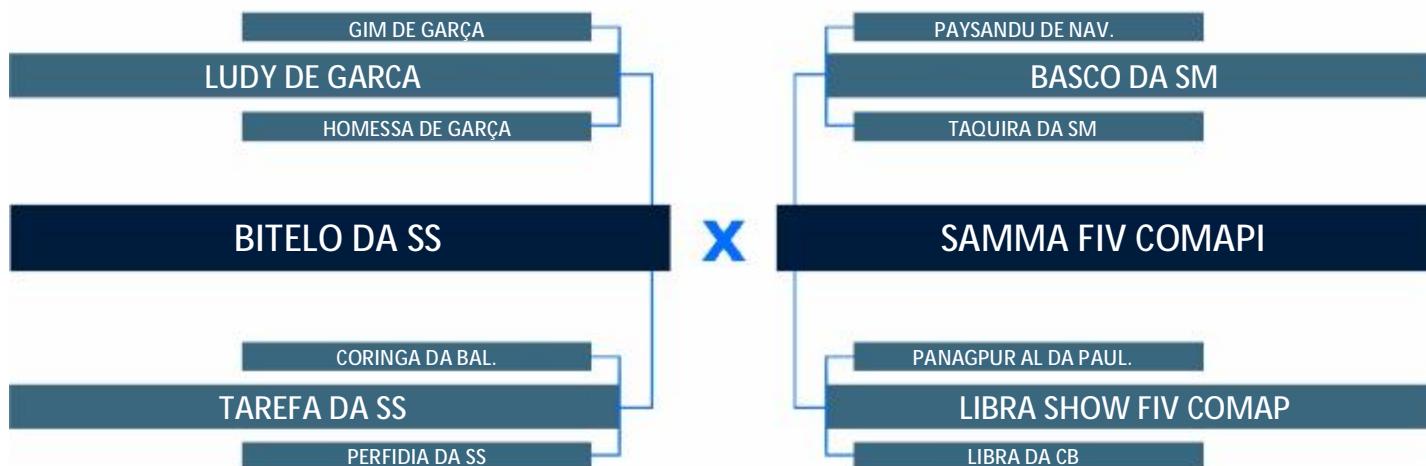 GIM DE GARÇA
LUDY DE GARCA
HOMESSA DE GARÇA
BITELO DA SS
CORINGA DA BAL.
TAREFA DA SS
PERFIDIA DA SS
X
PAYSANDU DE NAV.
BASCO DA SM
TAQUIRA DA SM
SAMMA FIV COMAPI
PANAGPUR AL DA PAUL.
LIBRA SHOW FIV COMAP
LIBRA DA CB